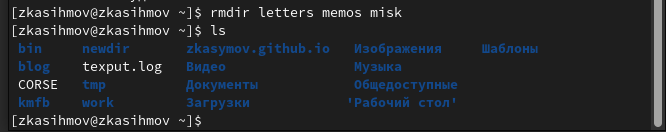 [zkasihmov@zkasihmov ~]$ rmdir letters memos misk
[zkasihmov@zkasihmov ~]$ ls
bin newdir zkasymov.github.io Изображения Шаблоны
blog texput.log Видео Музыка
CORSE tmp Документы Общедоступные
kmfb work Загрузки 'Рабочий стол'
[zkasihmov@zkasihmov ~]$